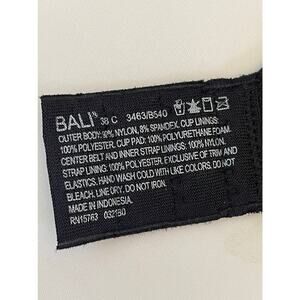 BALI® 38 C 3463/B540
OUTER BODY: 92% NYLON, 8% SPANDEX, CUP LININGS:
100% POLYESTER, CUP PAD: 100% POLYURETHANE FOAM.
CENTER BELT AND INNER STRAP LININGS: 100% NYLON.
STRAP LINING: 100% POLYESTER, EXCLUSIVE OF TRIM AND
ELASTICS. HAND WASH COLD WITH LIKE COLORS. DO NOT
BLEACH. LINE DRY. DO NOT IRON.
MADE IN INDONESIA
RN15763 0321B0